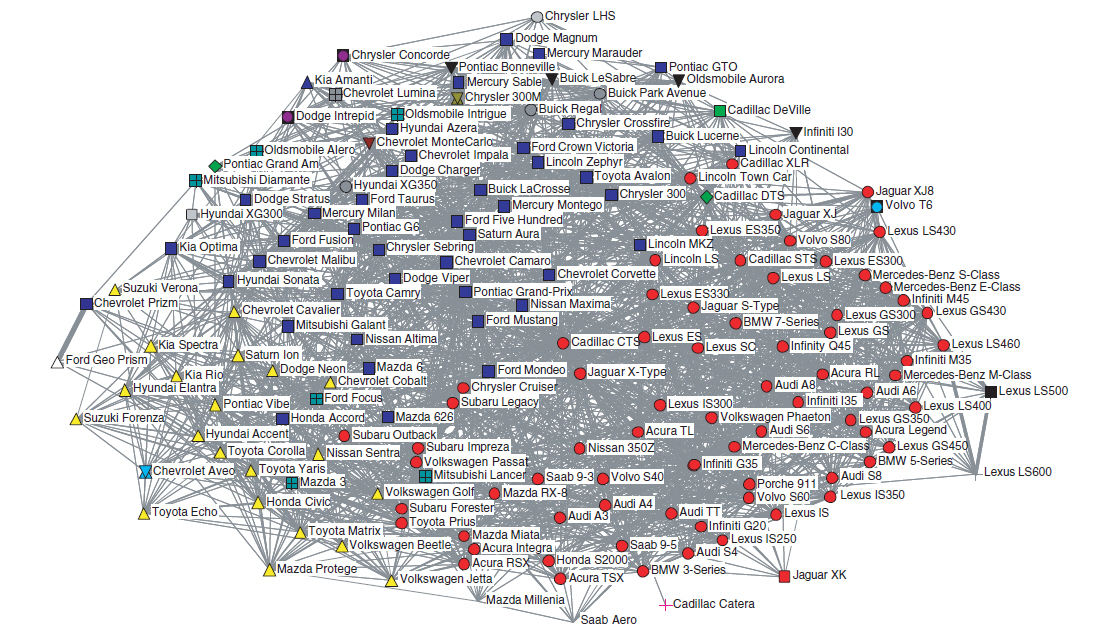 Chrysler LHS
Dodge Magnum
Mercury Marauder
Chrysler Concorde
Pontiac Bonneville
Pontiac GTO
Kia Amanti
Mercury Sable
Buick LeSabre
Oldsmobile Aurora
Chevrolet Lumina
Chrysler 300M
Buick Park Avenue
Dodge Intrepid
Oldsmobile Intrigue
Buick Regal
Cadillac DeVille
Hyundai Azera
Chrysler Crossfire
Infiniti I30
Chevrolet MonteCarlo
Buick Lucerne
Oldsmobile Alero
Chevrolet Impala
Ford Crown Victoria
Lincoln Continental
Pontiac Grand Am
Dodge Charger
Lincoln Zephyr
Cadillac XLR
Mitsubishi Diamante
Hyundai XG350
Toyota Avalon
Lincoln Town Car
Dodge Stratus
Ford Taurus
Buick LaCrosse
Chrysler 300
Cadillac DTS
Jaguar XJ8
Hyundai XG300
Mercury Milan
Mercury Montego
Jaguar XJ
Volvo T6
Pontiac G6
Ford Five Hundred
Lexus ES350
Lexus LS430
Kia Optima
Ford Fusion
Chrysler Sebring
Saturn Aura
Lincoln MKZ
Volvo S80
Chevrolet Malibu
Chevrolet Camaro
Lincoln LS
Cadillac STS
Lexus ES300
Hyundai Sonata
Dodge Viper
Chevrolet Corvette
Lexus LS
Mercedes-Benz S-Class
Suzuki Verona
Toyota Camry
Pontiac Grand-Prix
Lexus ES330
Mercedes-Benz E-Class
Chevrolet Prizm
Chevrolet Cavalier
Nissan Maxima
Jaguar S-Type
Infiniti M45
Mitsubishi Galant
Ford Mustang
BMW 7-Series
Lexus GS300
Lexus GS430
Kia Spectra
Nissan Altima
Cadillac CTS
Lexus ES
Lexus GS
Ford Geo Prism
Saturn Ion
Lexus SC
Infinity Q45
Lexus LS460
Kia Rio
Dodge Neon
Mazda 6
Ford Mondeo
Jaguar X-Type
Acura RL
Infiniti M35
Hyundai Elantra
Chevrolet Cobalt
Chrysler Cruiser
Audi A8
Mercedes-Benz M-Class
Pontiac Vibe
Ford Focus
Subaru Legacy
Lexus IS300
Infiniti I35
Audi A6
Lexus LS500
Suzuki Forenza
Honda Accord
Mazda 626
Volkswagen Phaeton
Lexus GS350
Lexus LS400
Hyundai Accent
Subaru Outback
Acura TL
Audi S6
Acura Legend
Toyota Corolla
Nissan Sentra
Subaru Impreza
Nissan 350Z
Mercedes-Benz C-Class
Lexus GS450
Chevrolet Aveo
Toyota Yaris
Volkswagen Passat
Infiniti G35
BMW 5-Series
Lexus LS600
Mazda 3
Mitsubishi Lancer
Saab 9-3
Volvo S40
Porche 911
Audi S8
Toyota Echo
Honda Civic
Volkswagen Golf
Mazda RX-8
Audi A4
Volvo S60
Lexus IS350
Subaru Forester
Audi A3
Audi TT
Lexus IS
Toyota Matrix
Toyota Prius
Infiniti G20
Volkswagen Beetle
Mazda Miata
Saab 9-5
Lexus IS250
Mazda Protege
Acura Integra
Honda S2000
Audi S4
Volkswagen Jetta
Acura RSX
Acura TSX
BMW 3-Series
Jaguar XK
Mazda Millenia
Cadillac Catera
Saab Aero